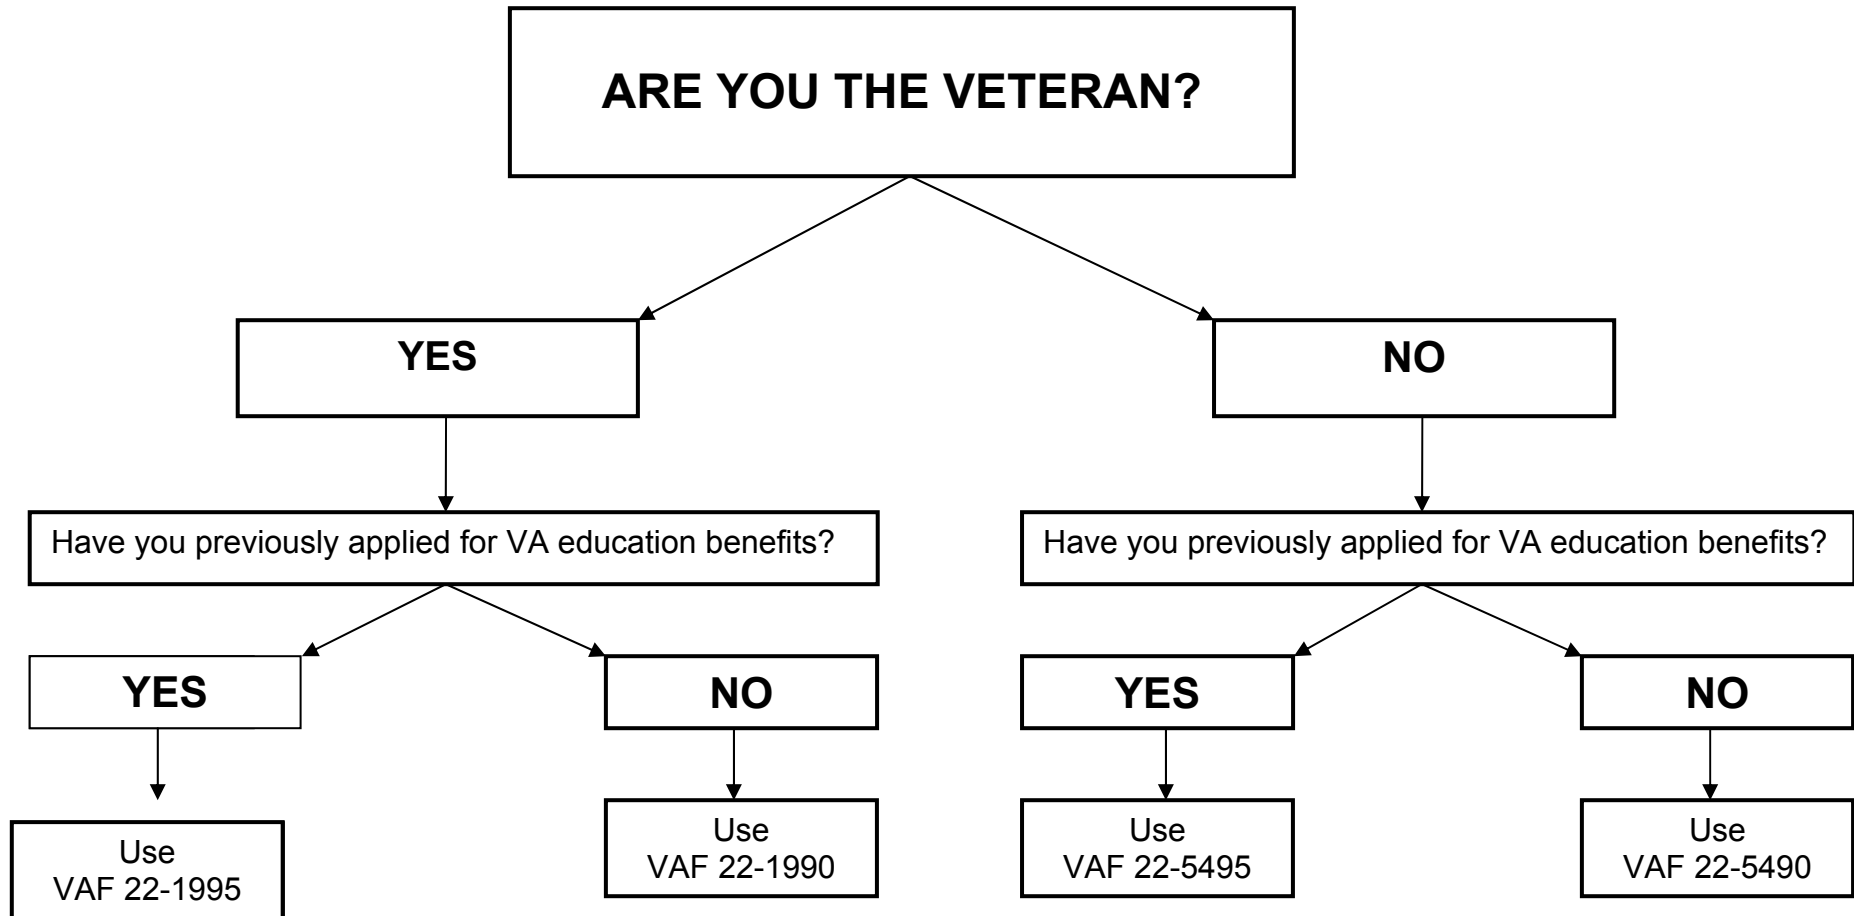 ARE YOU THE VETERAN?
YES
NO
Have you previously applied for VA education benefits?
Have you previously applied for VA education benefits?
YES
NO
YES
NO
Use
VAF 22-1995
Use
VAF 22-1990
Use
VAF 22-5495
Use
VAF 22-5490